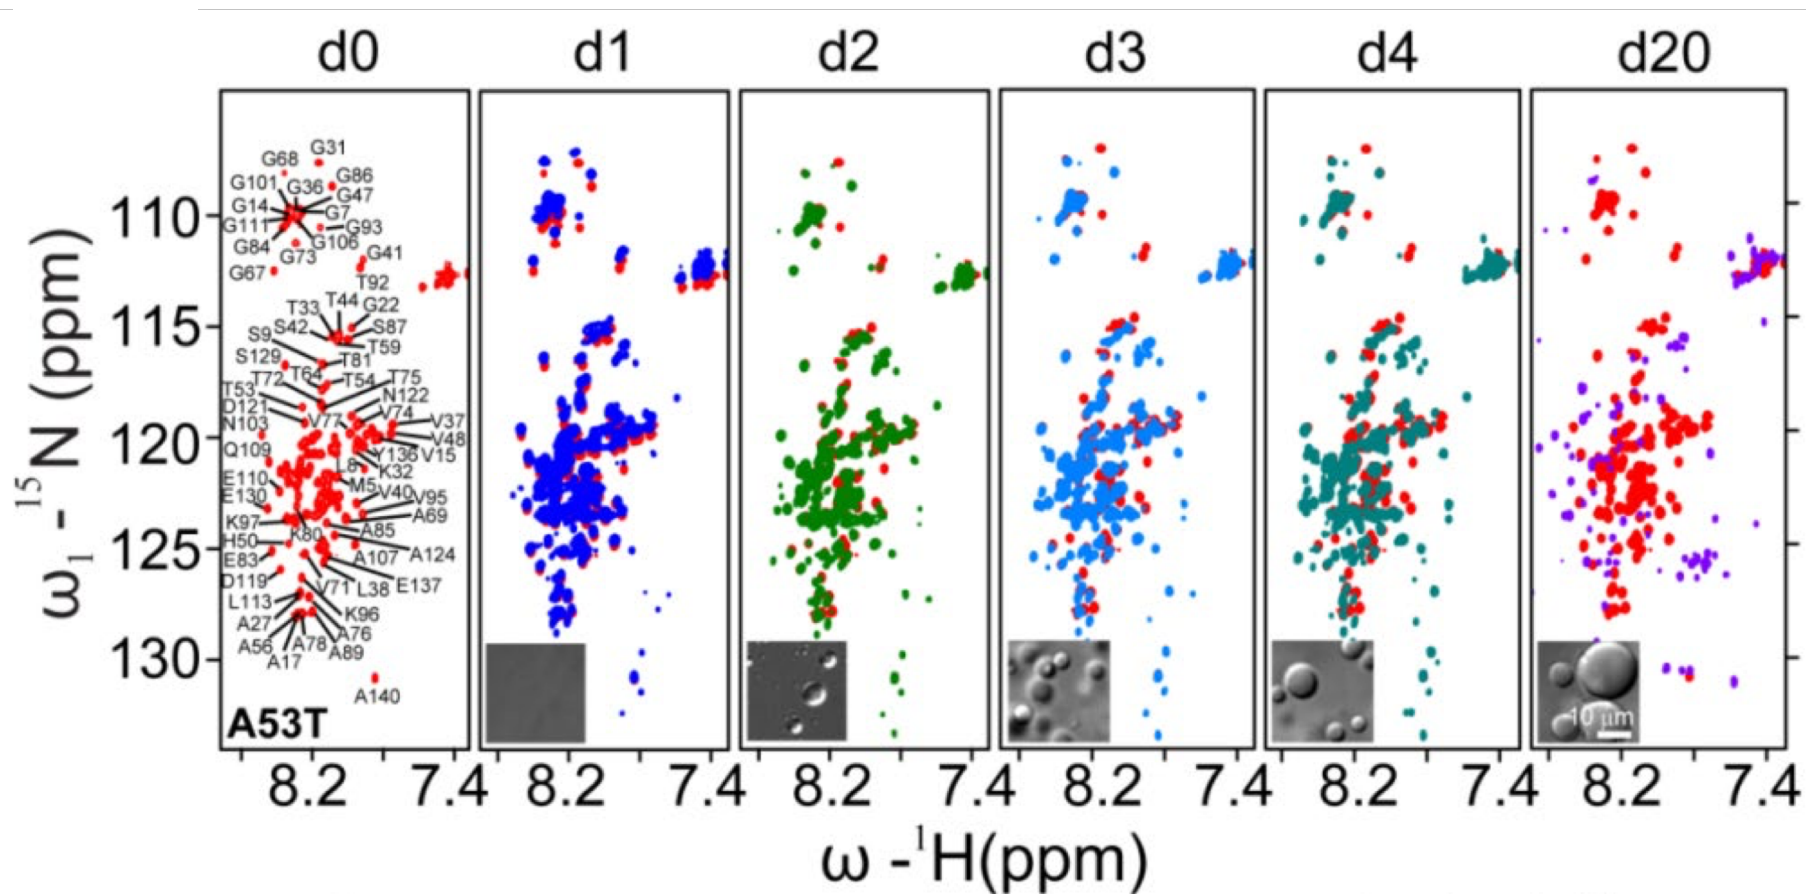 d0 d1 d2 d3 d4 d20
ω₁ - ¹⁵N (ppm)
110
115
120
125
130
G31
G68
G86
G101
G36
G47
G14
G7
G111
G93
G84
G106
G73
G41
G67
T92
T44
T33
G22
S42
S87
S9
T59
S129
T81
T72
T64
T54
T75
T53
N122
D121
V74
N103
V77
V37
V48
Q109
Y136
V15
L8
K32
E110
M5
V40
E130
V95
A69
K97
K80
A85
H50
A124
E83
A107
D119
V71
L38
E137
L113
K96
A27
A76
A56
A78
A89
A17
A140
A53T
10 μm
8.2 7.4 8.2 7.4 8.2 7.4 8.2 7.4 8.2 7.4 8.2 7.4
ω -¹H(ppm)